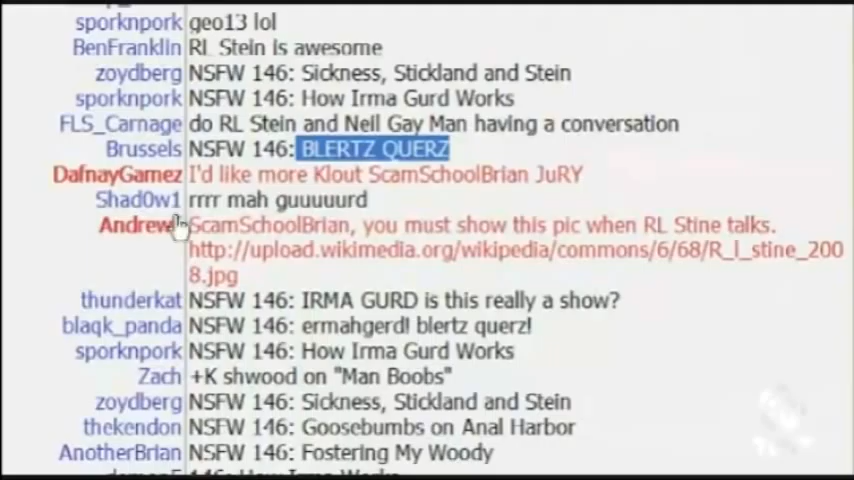 sporknpork geo13 lol
BenFranklin RL Stein is awesome
zoydberg NSFW 146: Sickness, Stickland and Stein
sporknpork NSFW 146: How Irma Gurd Works
FLS_Carnage do RL Stein and Neil Gay Man having a conversation
Brussels NSFW 146: BLERTZ QUERZ
DafnayGamez I'd like more Klout ScamSchoolBrian JuRY
Shad0w1 rrrr mah guuuuurd
Andrew ScamSchoolBrian, you must show this pic when RL Stine talks.
http://upload.wikimedia.org/wikipedia/commons/6/68/R_l_stine_200
8.jpg
thunderkat NSFW 146: IRMA GURD is this really a show?
blaqk_panda NSFW 146: ermahgerd! blertz querz!
sporknpork NSFW 146: How Irma Gurd Works
Zach +K shwood on "Man Boobs"
zoydberg NSFW 146: Sickness, Stickland and Stein
thekendon NSFW 146: Goosebumbs on Anal Harbor
AnotherBrian NSFW 146: Fostering My Woody
146: How Irma Works